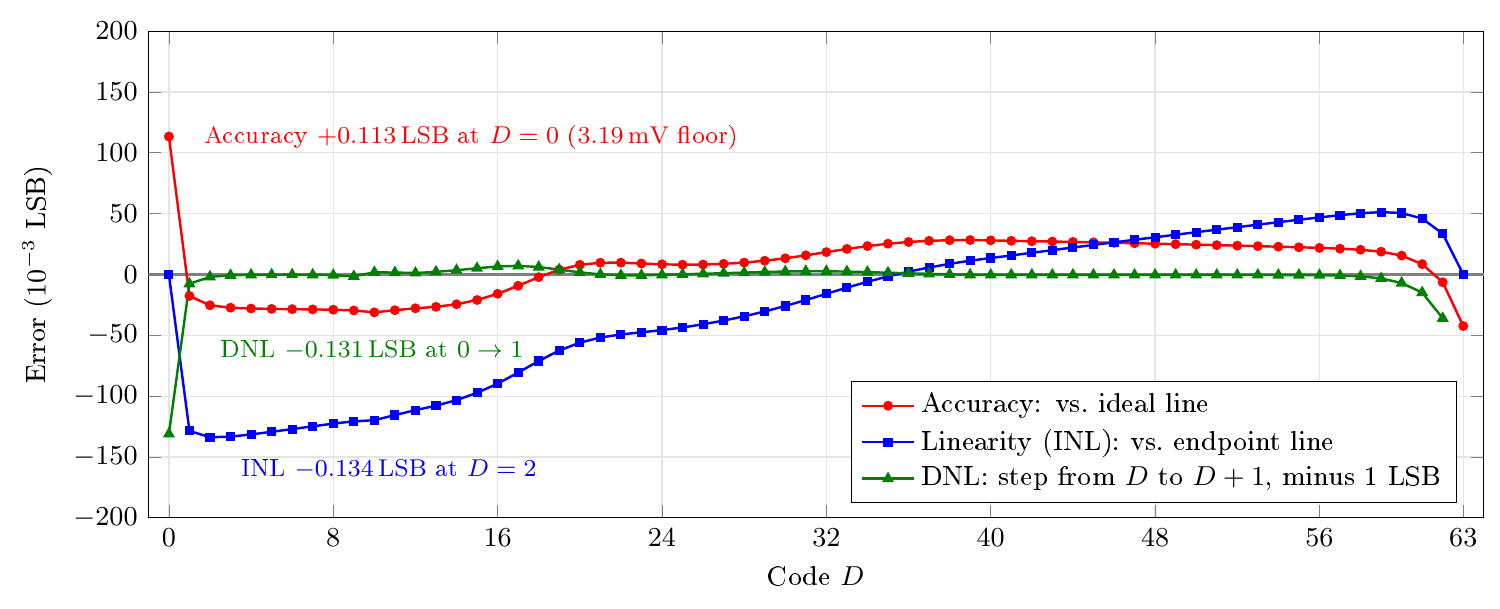 200
150
100
50
0
−50
−100
−150
−200
Error (10⁻³ LSB)
Accuracy +0.113 LSB at D = 0 (3.19 mV floor)
DNL −0.131 LSB at 0 → 1
INL −0.134 LSB at D = 2
Accuracy: vs. ideal line
Linearity (INL): vs. endpoint line
DNL: step from D to D + 1, minus 1 LSB
0 8 16 24 32 40 48 56 63
Code D